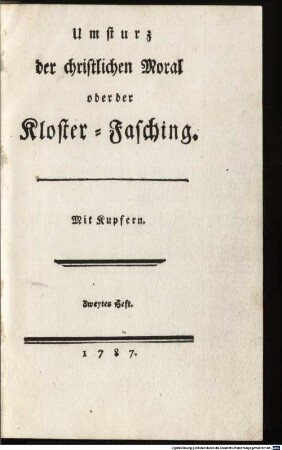 Umsturz
der christlichen Moral
oder der
Kloster-Fasching.
Mit Kupfern.
Zweytes Heft.
1787.